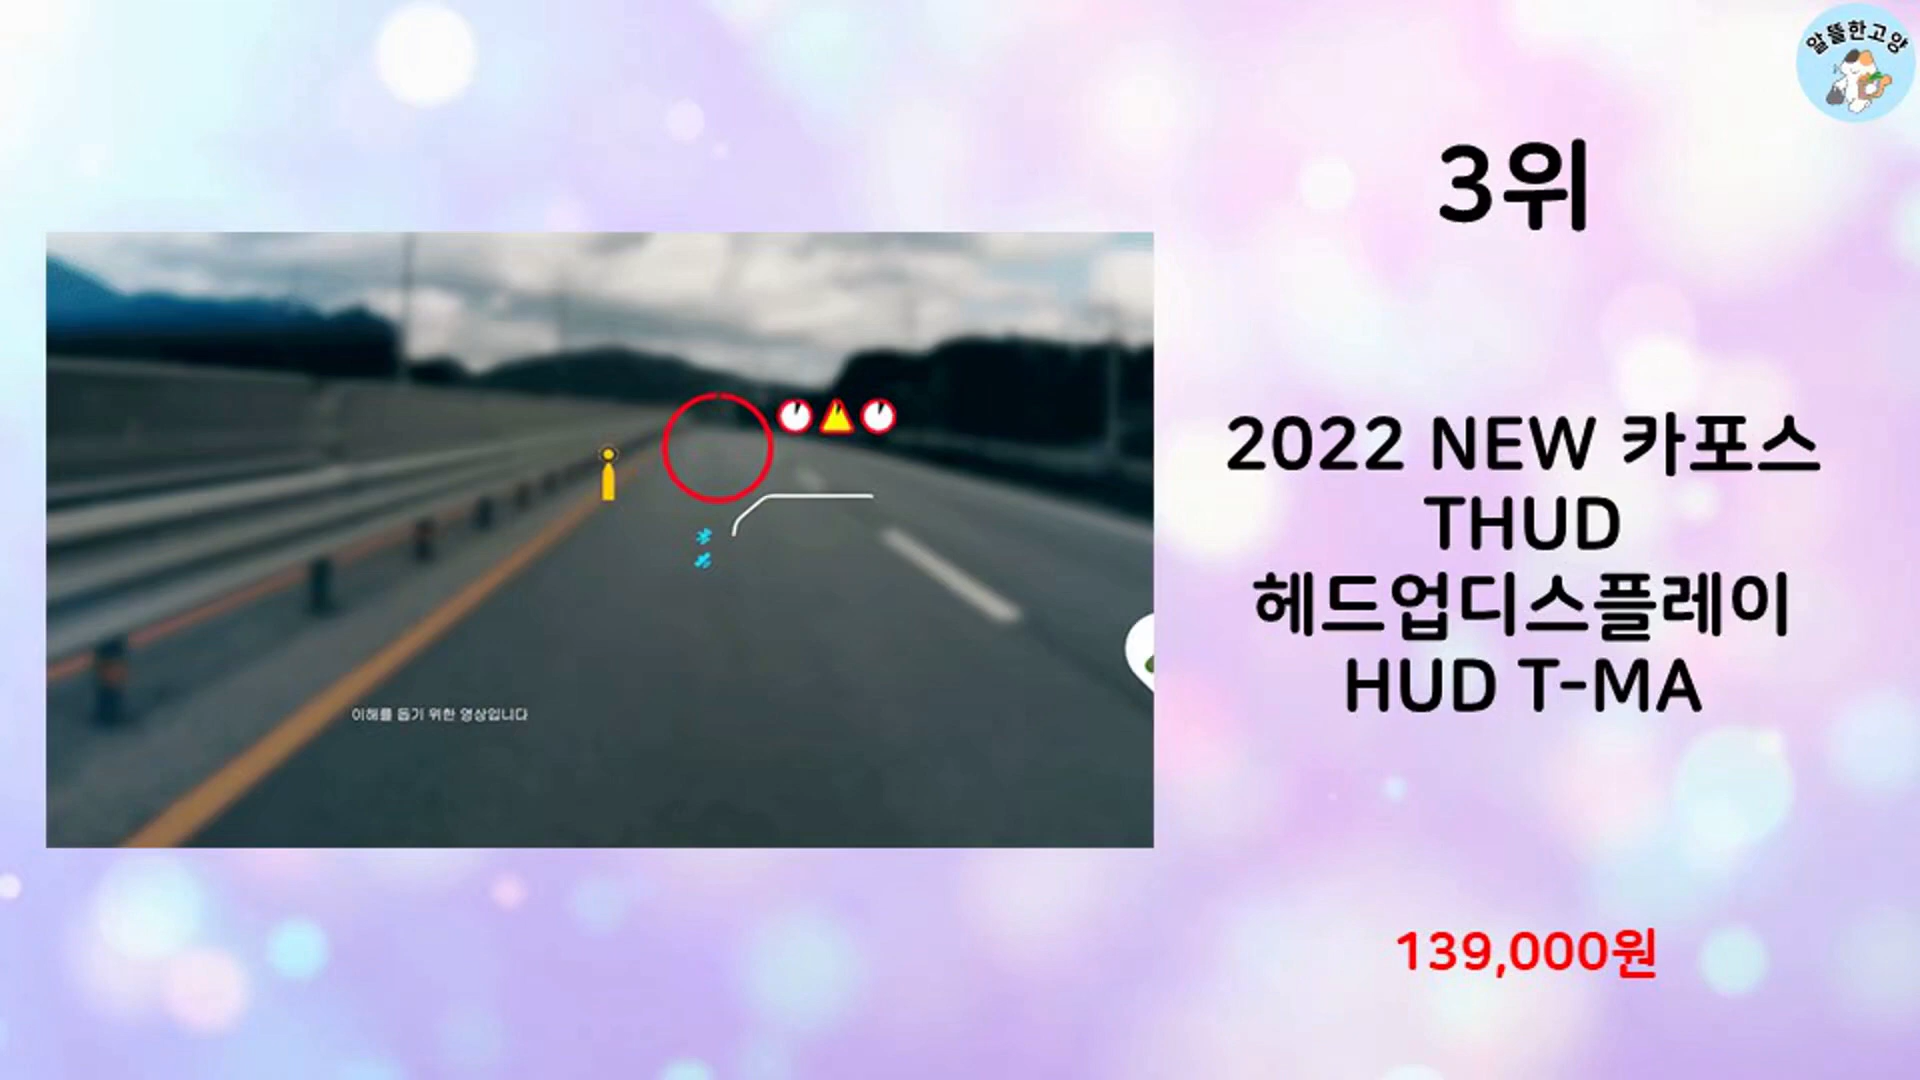 알뜰한고양
3위
2022 NEW 카포스
THUD
헤드업디스플레이
HUD T-MA
이해를 돕기 위한 영상입니다
139,000원